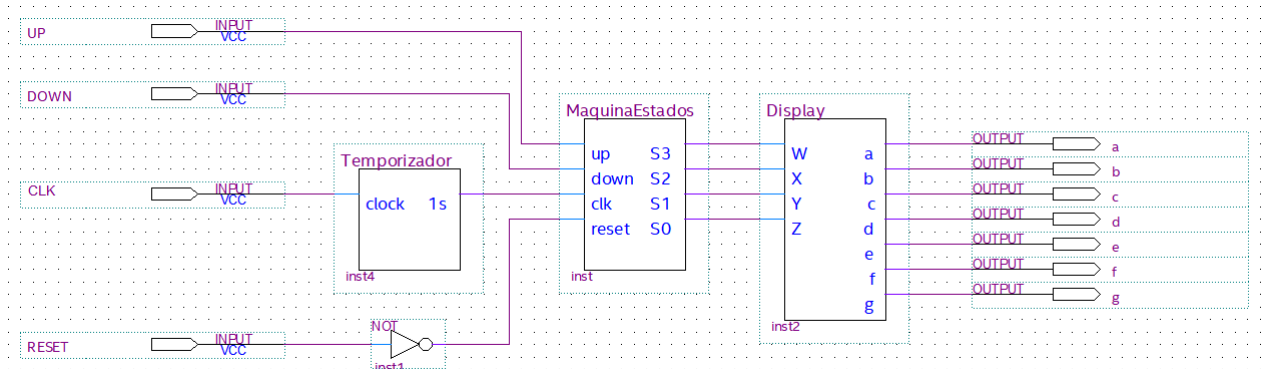 UP
INPUT
VCC
DOWN
INPUT
VCC
CLK
INPUT
VCC
RESET
INPUT
VCC
Temporizador
clock 1s
inst4
NOT
inst1
MaquinaEstados
up S3
down S2
clk S1
reset S0
inst
Display
W a
X b
Y c
Z d
e
f
g
inst2
OUTPUT a
OUTPUT b
OUTPUT c
OUTPUT d
OUTPUT e
OUTPUT f
OUTPUT g